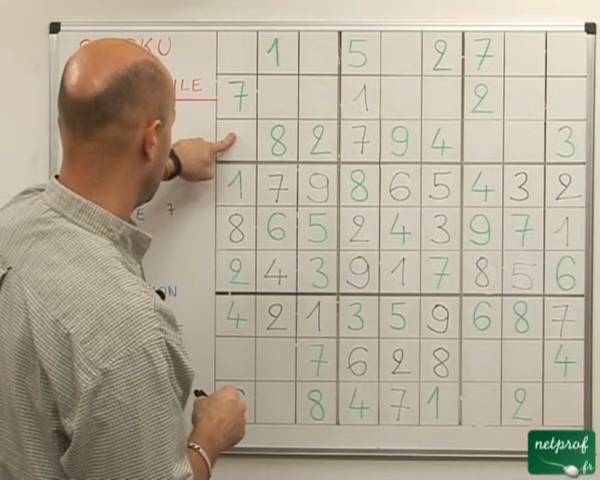 1 5 2 7
7 1 2
8 2 7 9 4 3
1 7 9 8 6 5 4 3 2
8 6 5 2 4 3 9 7 1
2 4 3 9 1 7 8 5 6
4 2 1 3 5 9 6 8 7
7 6 2 8 4
8 4 7 1 2
netprof
.fr